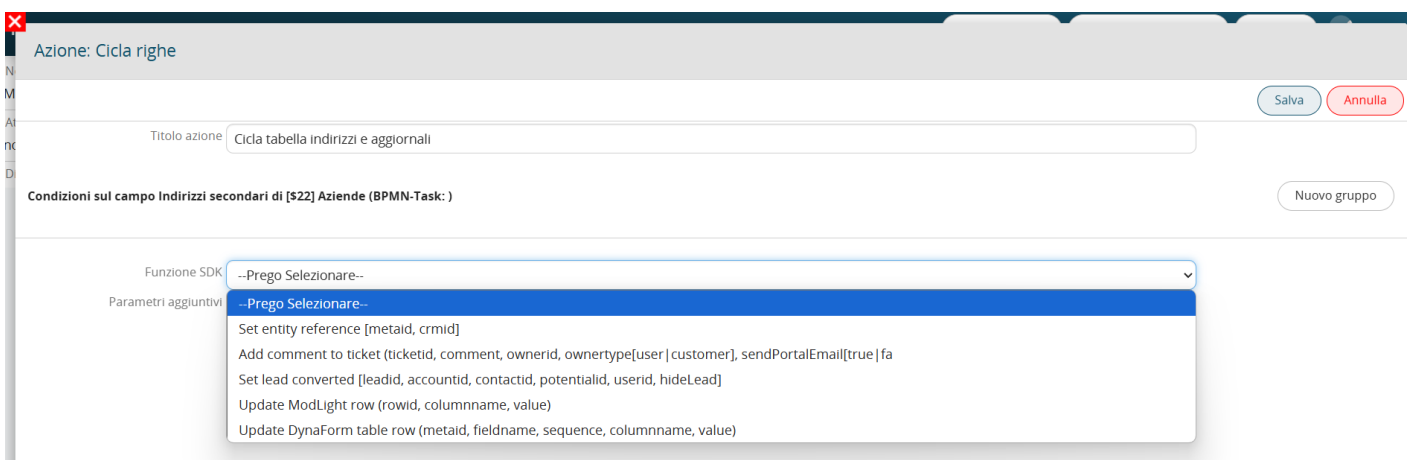 Azione: Cicla righe
Salva
Annulla
Titolo azione
Cicla tabella indirizzi e aggiornali
Condizioni sul campo Indirizzi secondari di [$22] Aziende (BPMN-Task: )
Nuovo gruppo
Funzione SDK
--Prego Selezionare--
Parametri aggiuntivi
--Prego Selezionare--
Set entity reference [metaid, crmid]
Add comment to ticket (ticketid, comment, ownerid, ownertype[user|customer], sendPortalEmail[true|fa
Set lead converted [leadid, accountid, contactid, potentialid, userid, hideLead]
Update ModLight row (rowid, columnname, value)
Update DynaForm table row (metaid, fieldname, sequence, columnname, value)